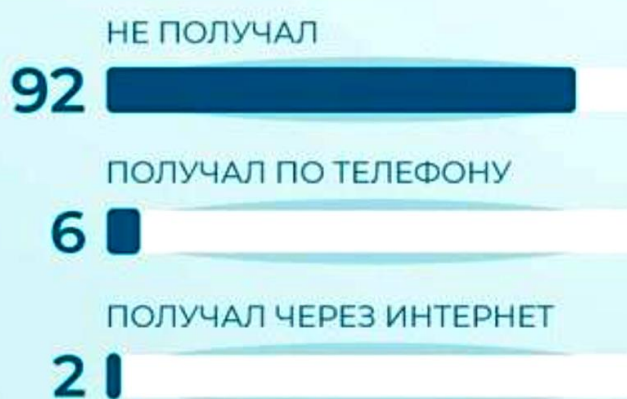 НЕ ПОЛУЧАЛ
92
ПОЛУЧАЛ ПО ТЕЛЕФОНУ
6
ПОЛУЧАЛ ЧЕРЕЗ ИНТЕРНЕТ
2